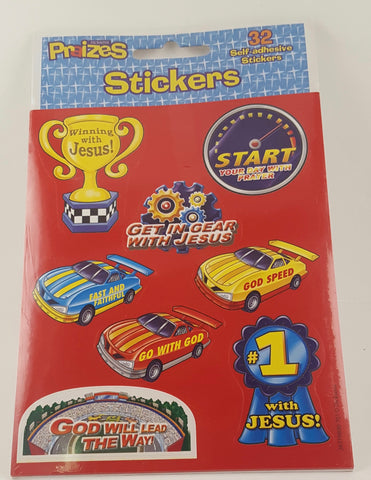 Praizes
32
Self-adhesive
Stickers
Stickers
Winning
with
Jesus!
START
YOUR DAY WITH
PRAYER
GET IN GEAR
WITH JESUS
FAST AND
FAITHFUL
GOD SPEED
GO WITH GOD
#1
with
JESUS!
GOD WILL LEAD
THE WAY!